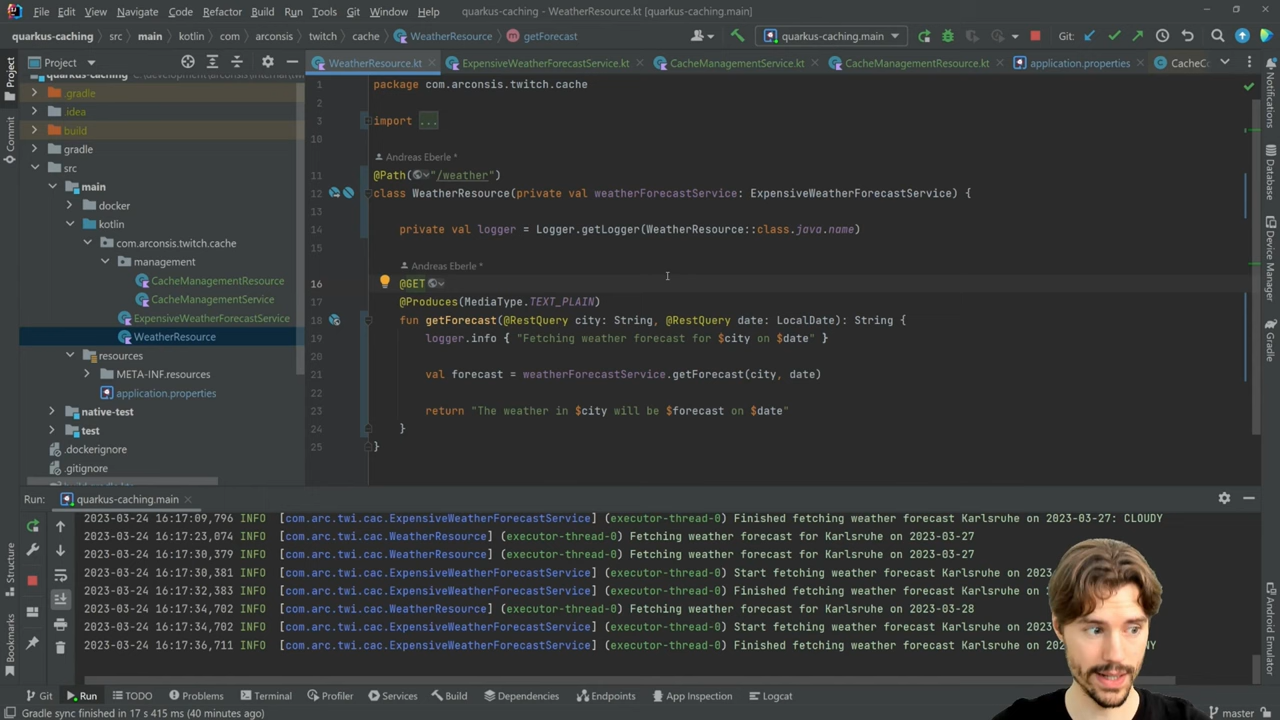 File Edit View Navigate Code Refactor Build Run Tools Git Window Help quarkus-caching - WeatherResource.kt [quarkus-caching.main]
quarkus-caching src main kotlin com arconsis twitch cache WeatherResource getForecast quarkus-caching.main Git:
Project WeatherResource.kt ExpensiveWeatherForecastService.kt CacheManagementService.kt CacheManagementResource.kt application.properties CacheCo
Project
Commit
Structure
Bookmarks
.gradle
.idea
build
gradle
src
main
docker
kotlin
com.arconsis.twitch.cache
management
CacheManagementResource
CacheManagementService
ExpensiveWeatherForecastService
WeatherResource
resources
META-INF.resources
application.properties
native-test
test
.dockerignore
.gitignore
1 package com.arconsis.twitch.cache
2
3 import ...
10
Andreas Eberle *
11 @Path("/weather")
12 class WeatherResource(private val weatherForecastService: ExpensiveWeatherForecastService) {
13
14 private val logger = Logger.getLogger(WeatherResource::class.java.name)
15
Andreas Eberle *
16 @GET
17 @Produces(MediaType.TEXT_PLAIN)
18 fun getForecast(@RestQuery city: String, @RestQuery date: LocalDate): String {
19 logger.info { "Fetching weather forecast for $city on $date" }
20
21 val forecast = weatherForecastService.getForecast(city, date)
22
23 return "The weather in $city will be $forecast on $date"
24 }
25 }
Notifications
Database
Device Manager
Gradle
Android Emulator
Run: quarkus-caching.main
2023-03-24 16:17:09,796 INFO [com.arc.twi.cac.ExpensiveWeatherForecastService] (executor-thread-0) Finished fetching weather forecast Karlsruhe on 2023-03-27: CLOUDY
2023-03-24 16:17:23,074 INFO [com.arc.twi.cac.WeatherResource] (executor-thread-0) Fetching weather forecast for Karlsruhe on 2023-03-27
2023-03-24 16:17:30,379 INFO [com.arc.twi.cac.WeatherResource] (executor-thread-0) Fetching weather forecast for Karlsruhe on 2023-03-27
2023-03-24 16:17:30,381 INFO [com.arc.twi.cac.ExpensiveWeatherForecastService] (executor-thread-0) Start fetching weather forecast Karlsruhe on
2023-03-24 16:17:32,383 INFO [com.arc.twi.cac.ExpensiveWeatherForecastService] (executor-thread-0) Finished fetching weather forecast Karlsruhe on
2023-03-24 16:17:34,702 INFO [com.arc.twi.cac.WeatherResource] (executor-thread-0) Fetching weather forecast for Karlsruhe on 2023-03-28
2023-03-24 16:17:34,702 INFO [com.arc.twi.cac.ExpensiveWeatherForecastService] (executor-thread-0) Start fetching weather forecast Karlsruhe on
2023-03-24 16:17:36,711 INFO [com.arc.twi.cac.ExpensiveWeatherForecastService] (executor-thread-0) Finished fetching weather forecast Karlsruhe on
Git Run TODO Problems Terminal Profiler Services Build Dependencies Endpoints App Inspection Logcat
Gradle sync finished in 17 s 415 ms (40 minutes ago) master